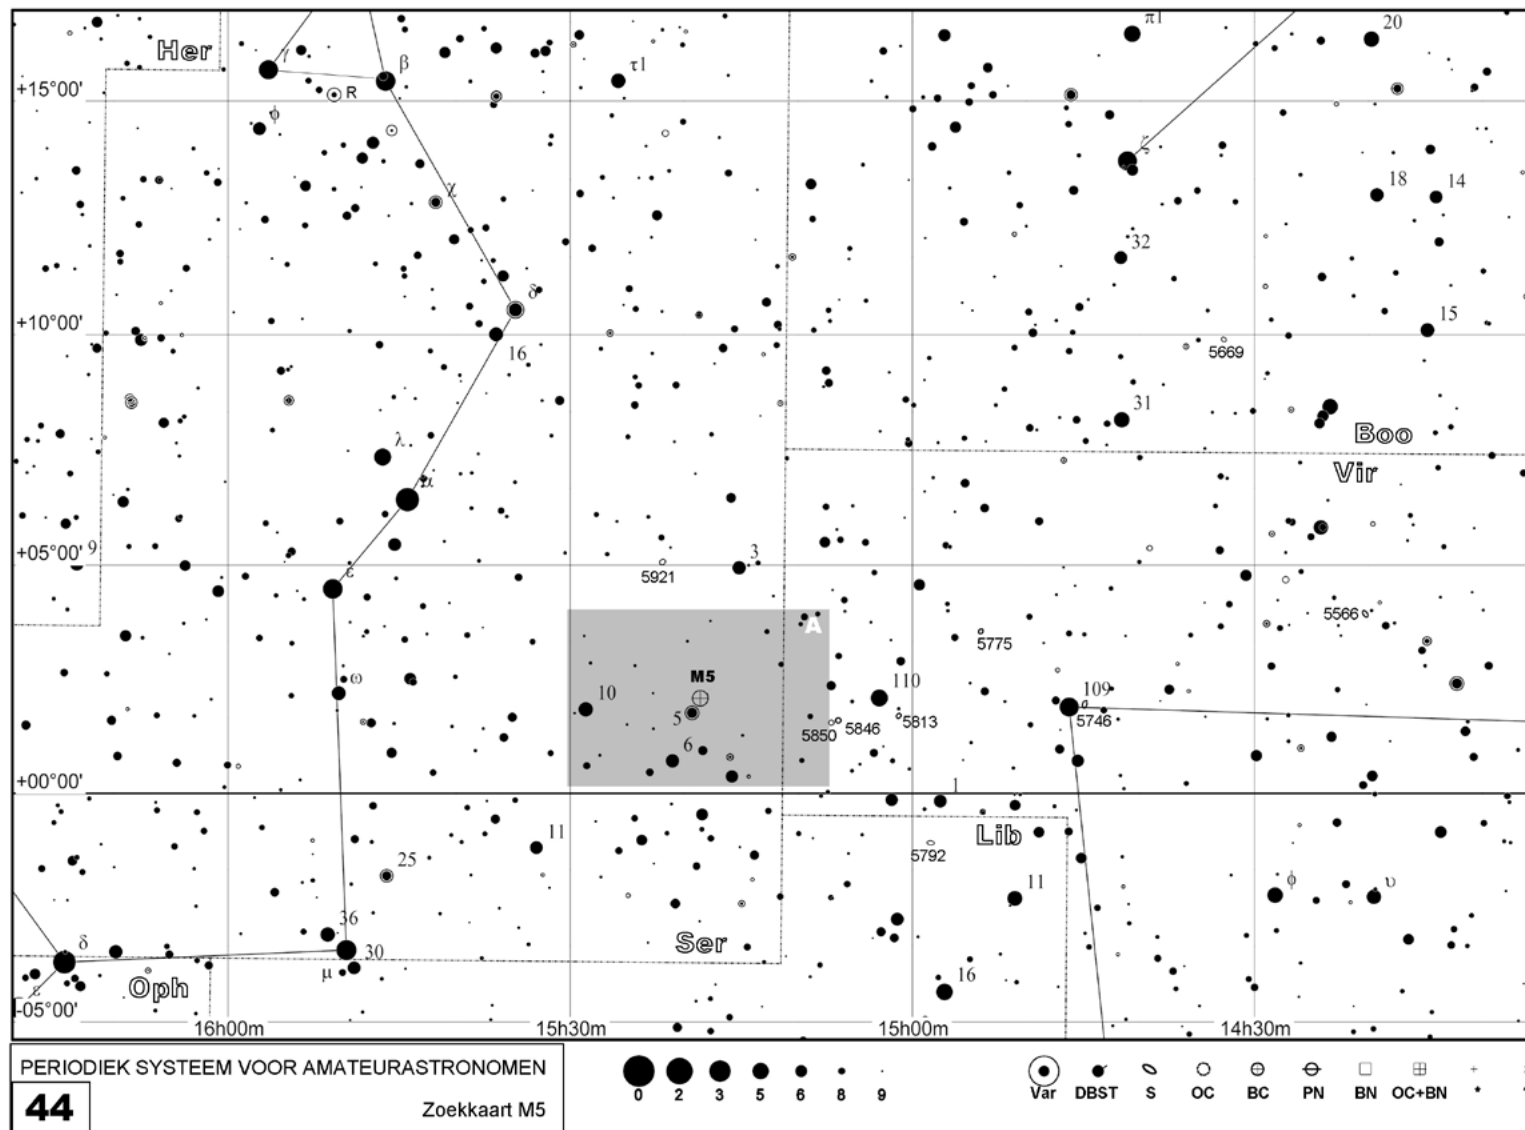 π1
20
Her
γ
β
τ1
+15°00'
R
ϕ
ζ
χ
18
14
32
δ
+10°00'
15
16
5669
31
λ
Boo
α
Vir
9
+05°00'
3
ε
5921
A
5566
5775
M5
ω
10
110
109
5
5813
5746
5850
5846
6
+00°00'
1
11
Lib
5792
25
11
ϕ
υ
36
Ser
30
δ
μ
16
Oph
ε
-05°00'
16h00m
15h30m
15h00m
14h30m
PERIODIEK SYSTEEM VOOR AMATEURASTRONOMEN
44
Zoekkaart M5
0 2 3 5 6 8 9
Var DBST S OC BC PN BN OC+BN *